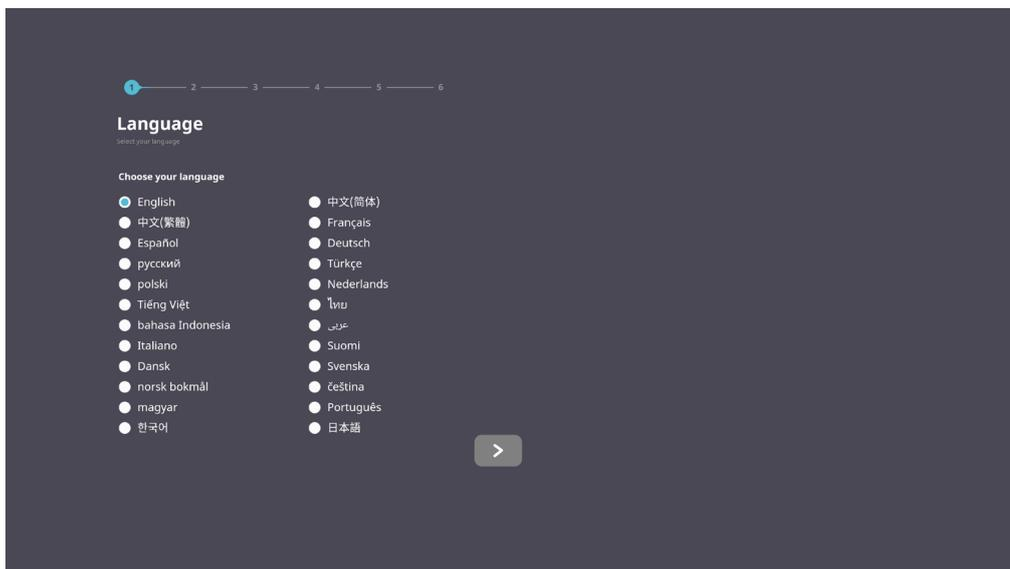 1 2 3 4 5 6
Language
Select your language
Choose your language
English
中文(简体)
中文(繁體)
Français
Español
Deutsch
русский
Türkçe
polski
Nederlands
Tiếng Việt
ไทย
bahasa Indonesia
عربى
Italiano
Suomi
Dansk
Svenska
norsk bokmål
čeština
magyar
Português
한국어
日本語